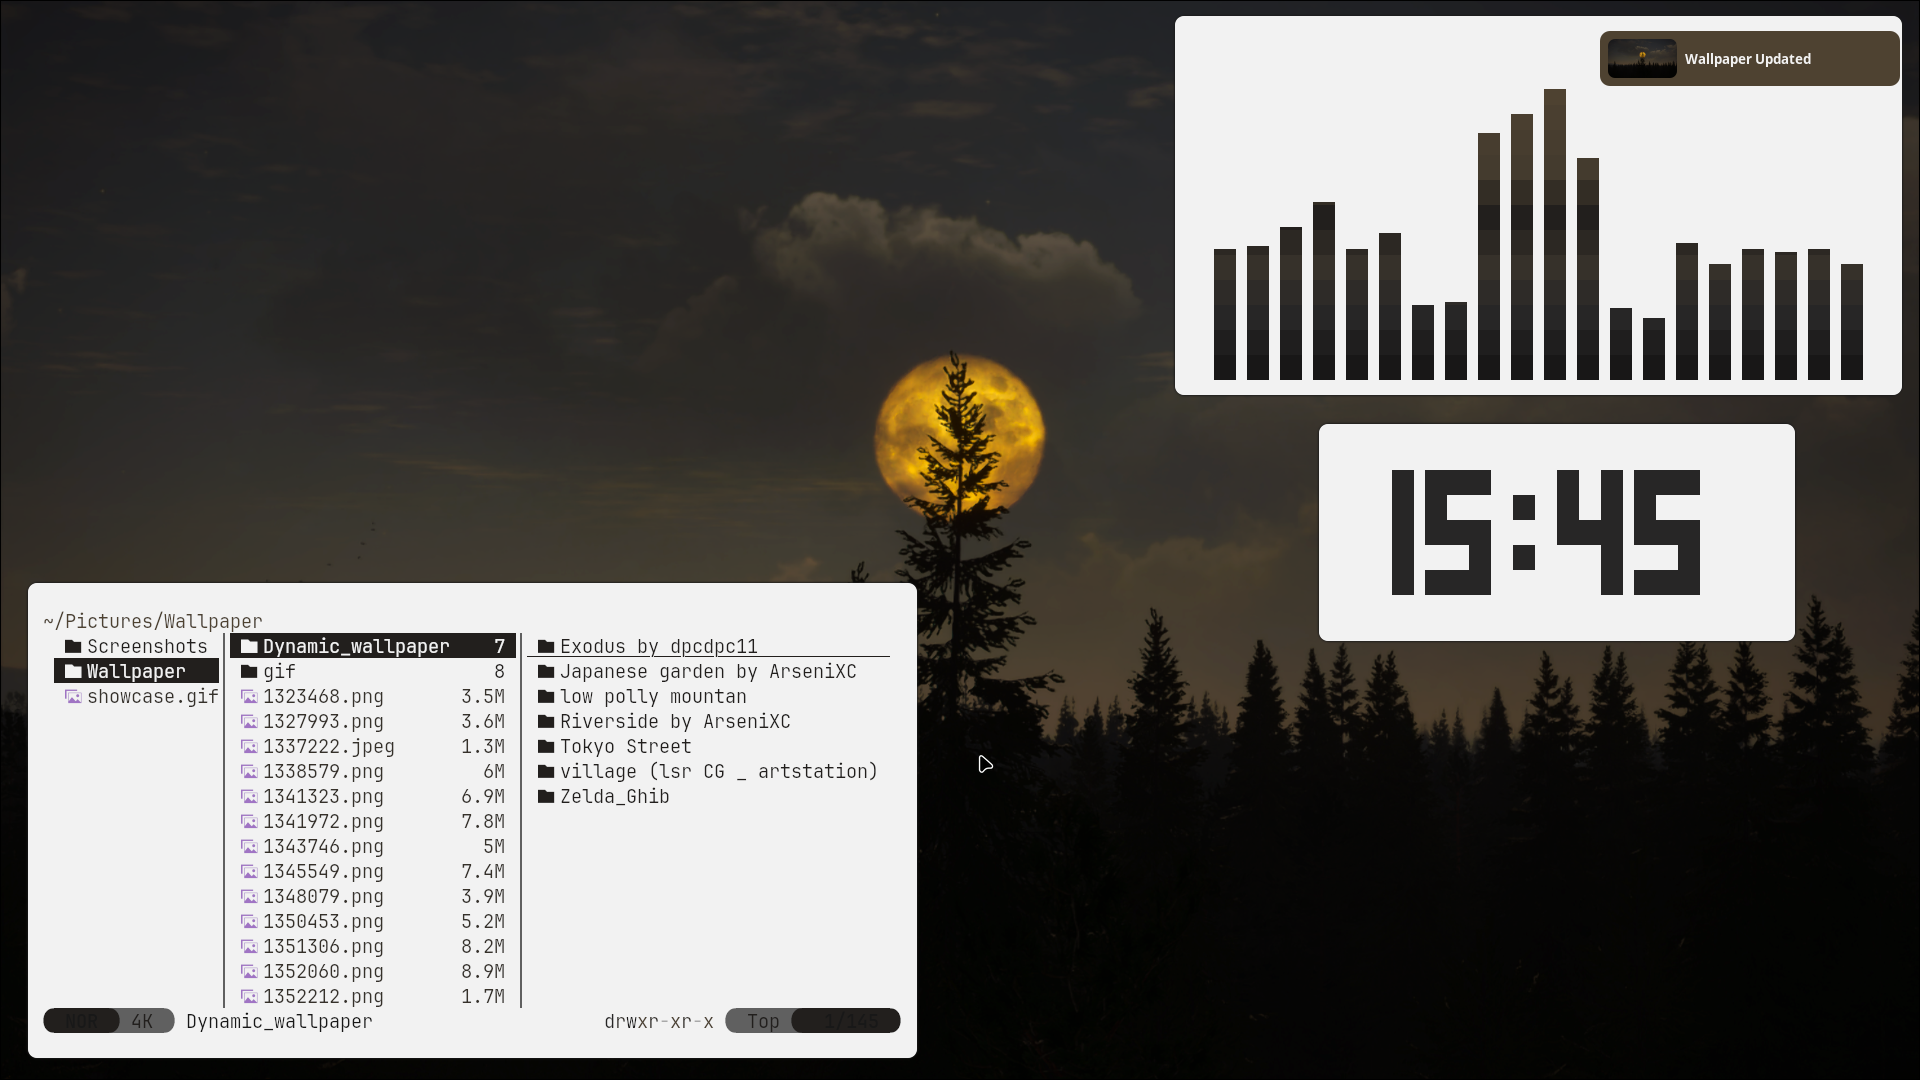 Wallpaper Updated
15:45
~/Pictures/Wallpaper
Screenshots
Wallpaper
showcase.gif
Dynamic_wallpaper 7
gif 8
1323468.png 3.5M
1327993.png 3.6M
1337222.jpeg 1.3M
1338579.png 6M
1341323.png 6.9M
1341972.png 7.8M
1343746.png 5M
1345549.png 7.4M
1348079.png 3.9M
1350453.png 5.2M
1351306.png 8.2M
1352060.png 8.9M
1352212.png 1.7M
Exodus by dpcdpc11
Japanese garden by ArseniXC
low polly mountan
Riverside by ArseniXC
Tokyo Street
village (lsr CG _ artstation)
Zelda_Ghib
NOR 4K Dynamic_wallpaper drwxr-xr-x Top 1/145